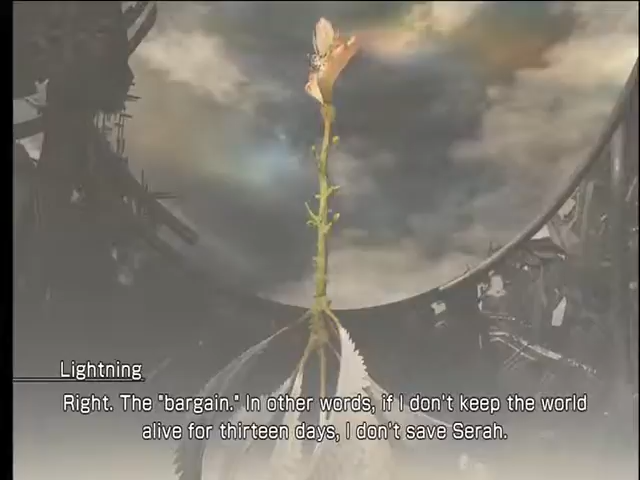 Lightning
Right. The "bargain." In other words, if I don't keep the world
alive for thirteen days, I don't save Serah.